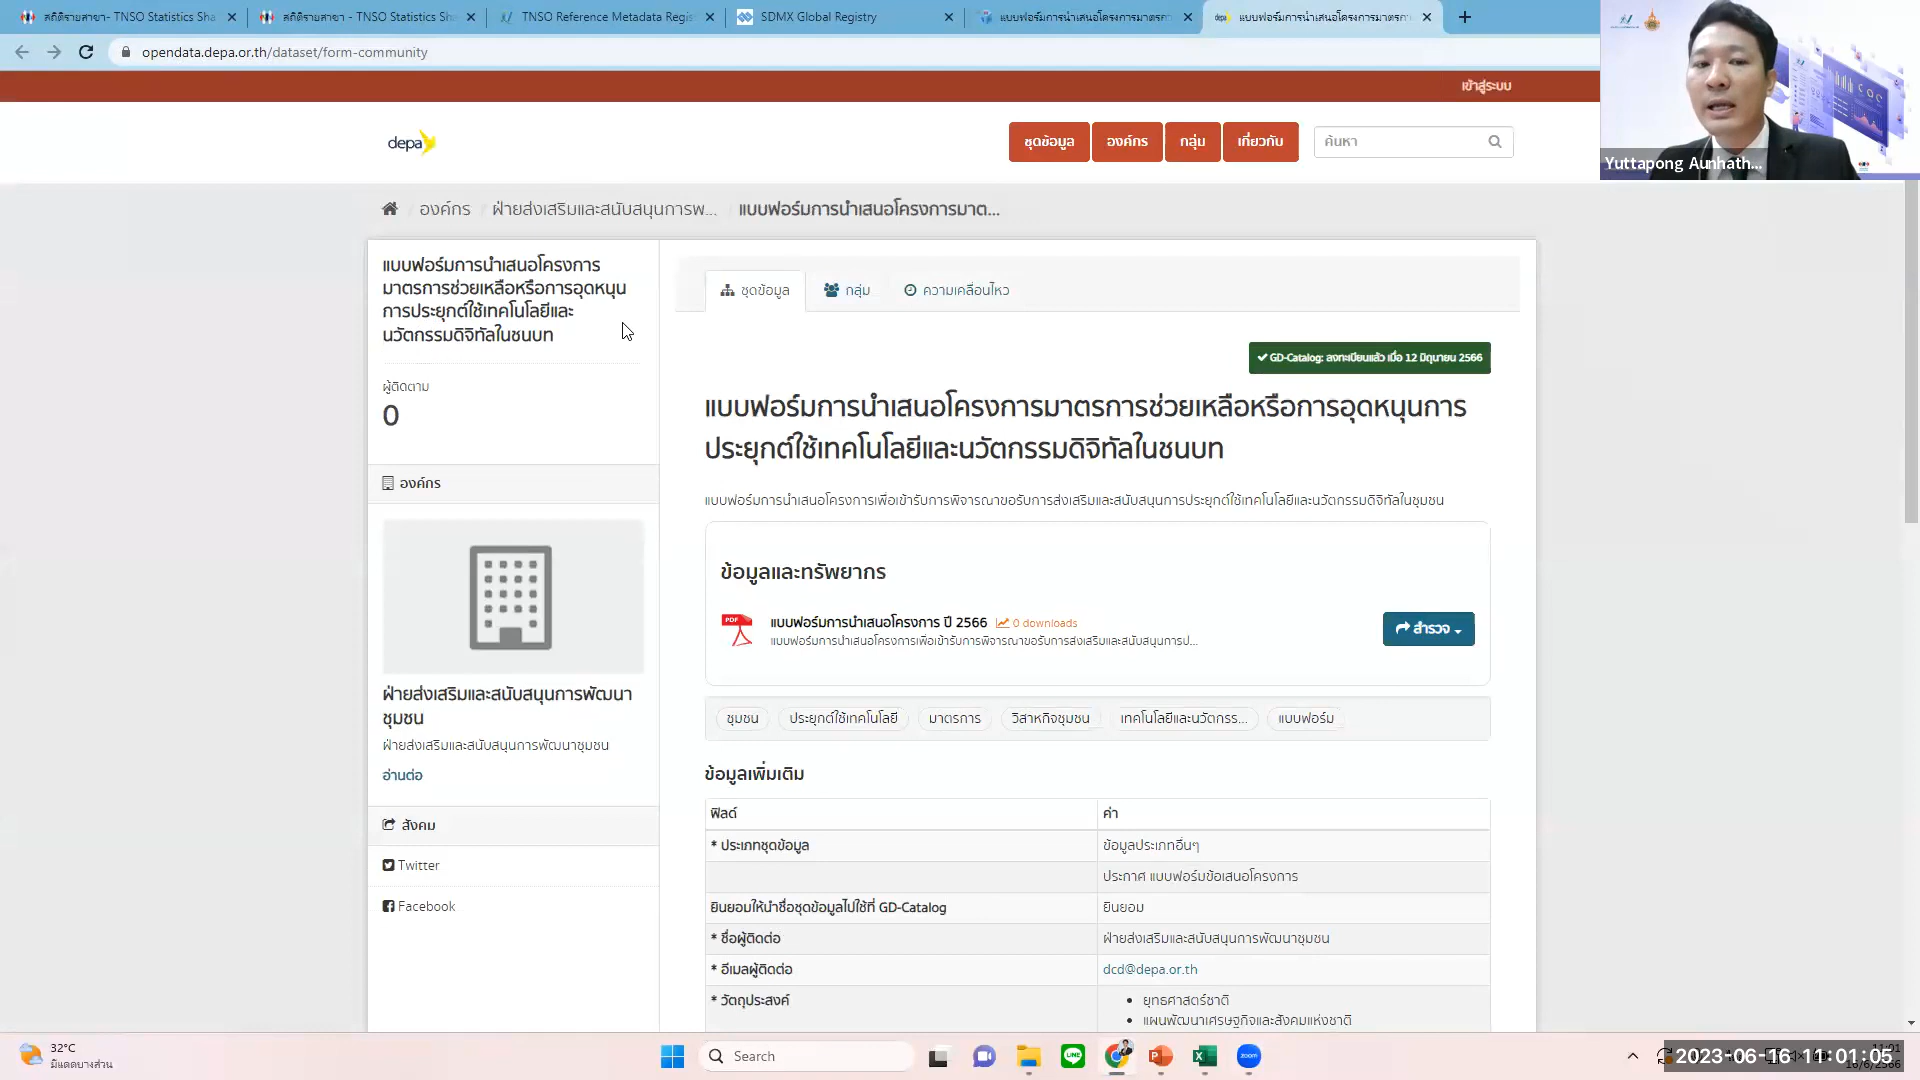 สถิติรายสาขา- TNSO Statistics Sha
สถิติรายสาขา - TNSO Statistics Sh
TNSO Reference Metadata Regis
SDMX Global Registry
แบบฟอร์มการนำเสนอโครงการมาตรก
แบบฟอร์มการนำเสนอโครงการมาตรกา
opendata.depa.or.th/dataset/form-community
Yuttapong Aunhath...
เข้าสู่ระบบ
depa
ชุดข้อมูล
องค์กร
กลุ่ม
เกี่ยวกับ
ค้นหา
องค์กร / ฝ่ายส่งเสริมและสนับสนุนการพ... / แบบฟอร์มการนำเสนอโครงการมาต...
แบบฟอร์มการนำเสนอโครงการ
มาตรการช่วยเหลือหรือการอุดหนุน
การประยุกต์ใช้เทคโนโลยีและ
นวัตกรรมดิจิทัลในชนบท
ผู้ติดตาม
0
องค์กร
ฝ่ายส่งเสริมและสนับสนุนการพัฒนา
ชุมชน
ฝ่ายส่งเสริมและสนับสนุนการพัฒนาชุมชน
อ่านต่อ
สังคม
Twitter
Facebook
ชุดข้อมูล
กลุ่ม
ความเคลื่อนไหว
GD-Catalog: ลงทะเบียนแล้ว เมื่อ 12 มิถุนายน 2566
แบบฟอร์มการนำเสนอโครงการมาตรการช่วยเหลือหรือการอุดหนุนการ
ประยุกต์ใช้เทคโนโลยีและนวัตกรรมดิจิทัลในชนบท
แบบฟอร์มการนำเสนอโครงการเพื่อเข้ารับการพิจารณาขอรับการส่งเสริมและสนับสนุนการประยุกต์ใช้เทคโนโลยีและนวัตกรรมดิจิทัลในชุมชน
ข้อมูลและทรัพยากร
PDF
แบบฟอร์มการนำเสนอโครงการ ปี 2566 0 downloads
แบบฟอร์มการนำเสนอโครงการเพื่อเข้ารับการพิจารณาขอรับการส่งเสริมและสนับสนุนการป...
สำรวจ
ชุมชน
ประยุกต์ใช้เทคโนโลยี
มาตรการ
วิสาหกิจชุมชน
เทคโนโลยีและนวัตกรร...
แบบฟอร์ม
ข้อมูลเพิ่มเติม
ฟิลด์ ค่า
* ประเภทชุดข้อมูล ข้อมูลประเภทอื่นๆ
ประกาศ แบบฟอร์มข้อเสนอโครงการ
ยินยอมให้นำชื่อชุดข้อมูลไปใช้ที่ GD-Catalog ยินยอม
* ชื่อผู้ติดต่อ ฝ่ายส่งเสริมและสนับสนุนการพัฒนาชุมชน
* อีเมลผู้ติดต่อ dcd@depa.or.th
* วัตถุประสงค์ • ยุทธศาสตร์ชาติ
• แผนพัฒนาเศรษฐกิจและสังคมแห่งชาติ
32°C
มีแดดบางส่วน
Search
zoom
2023-06-16 11:01:05